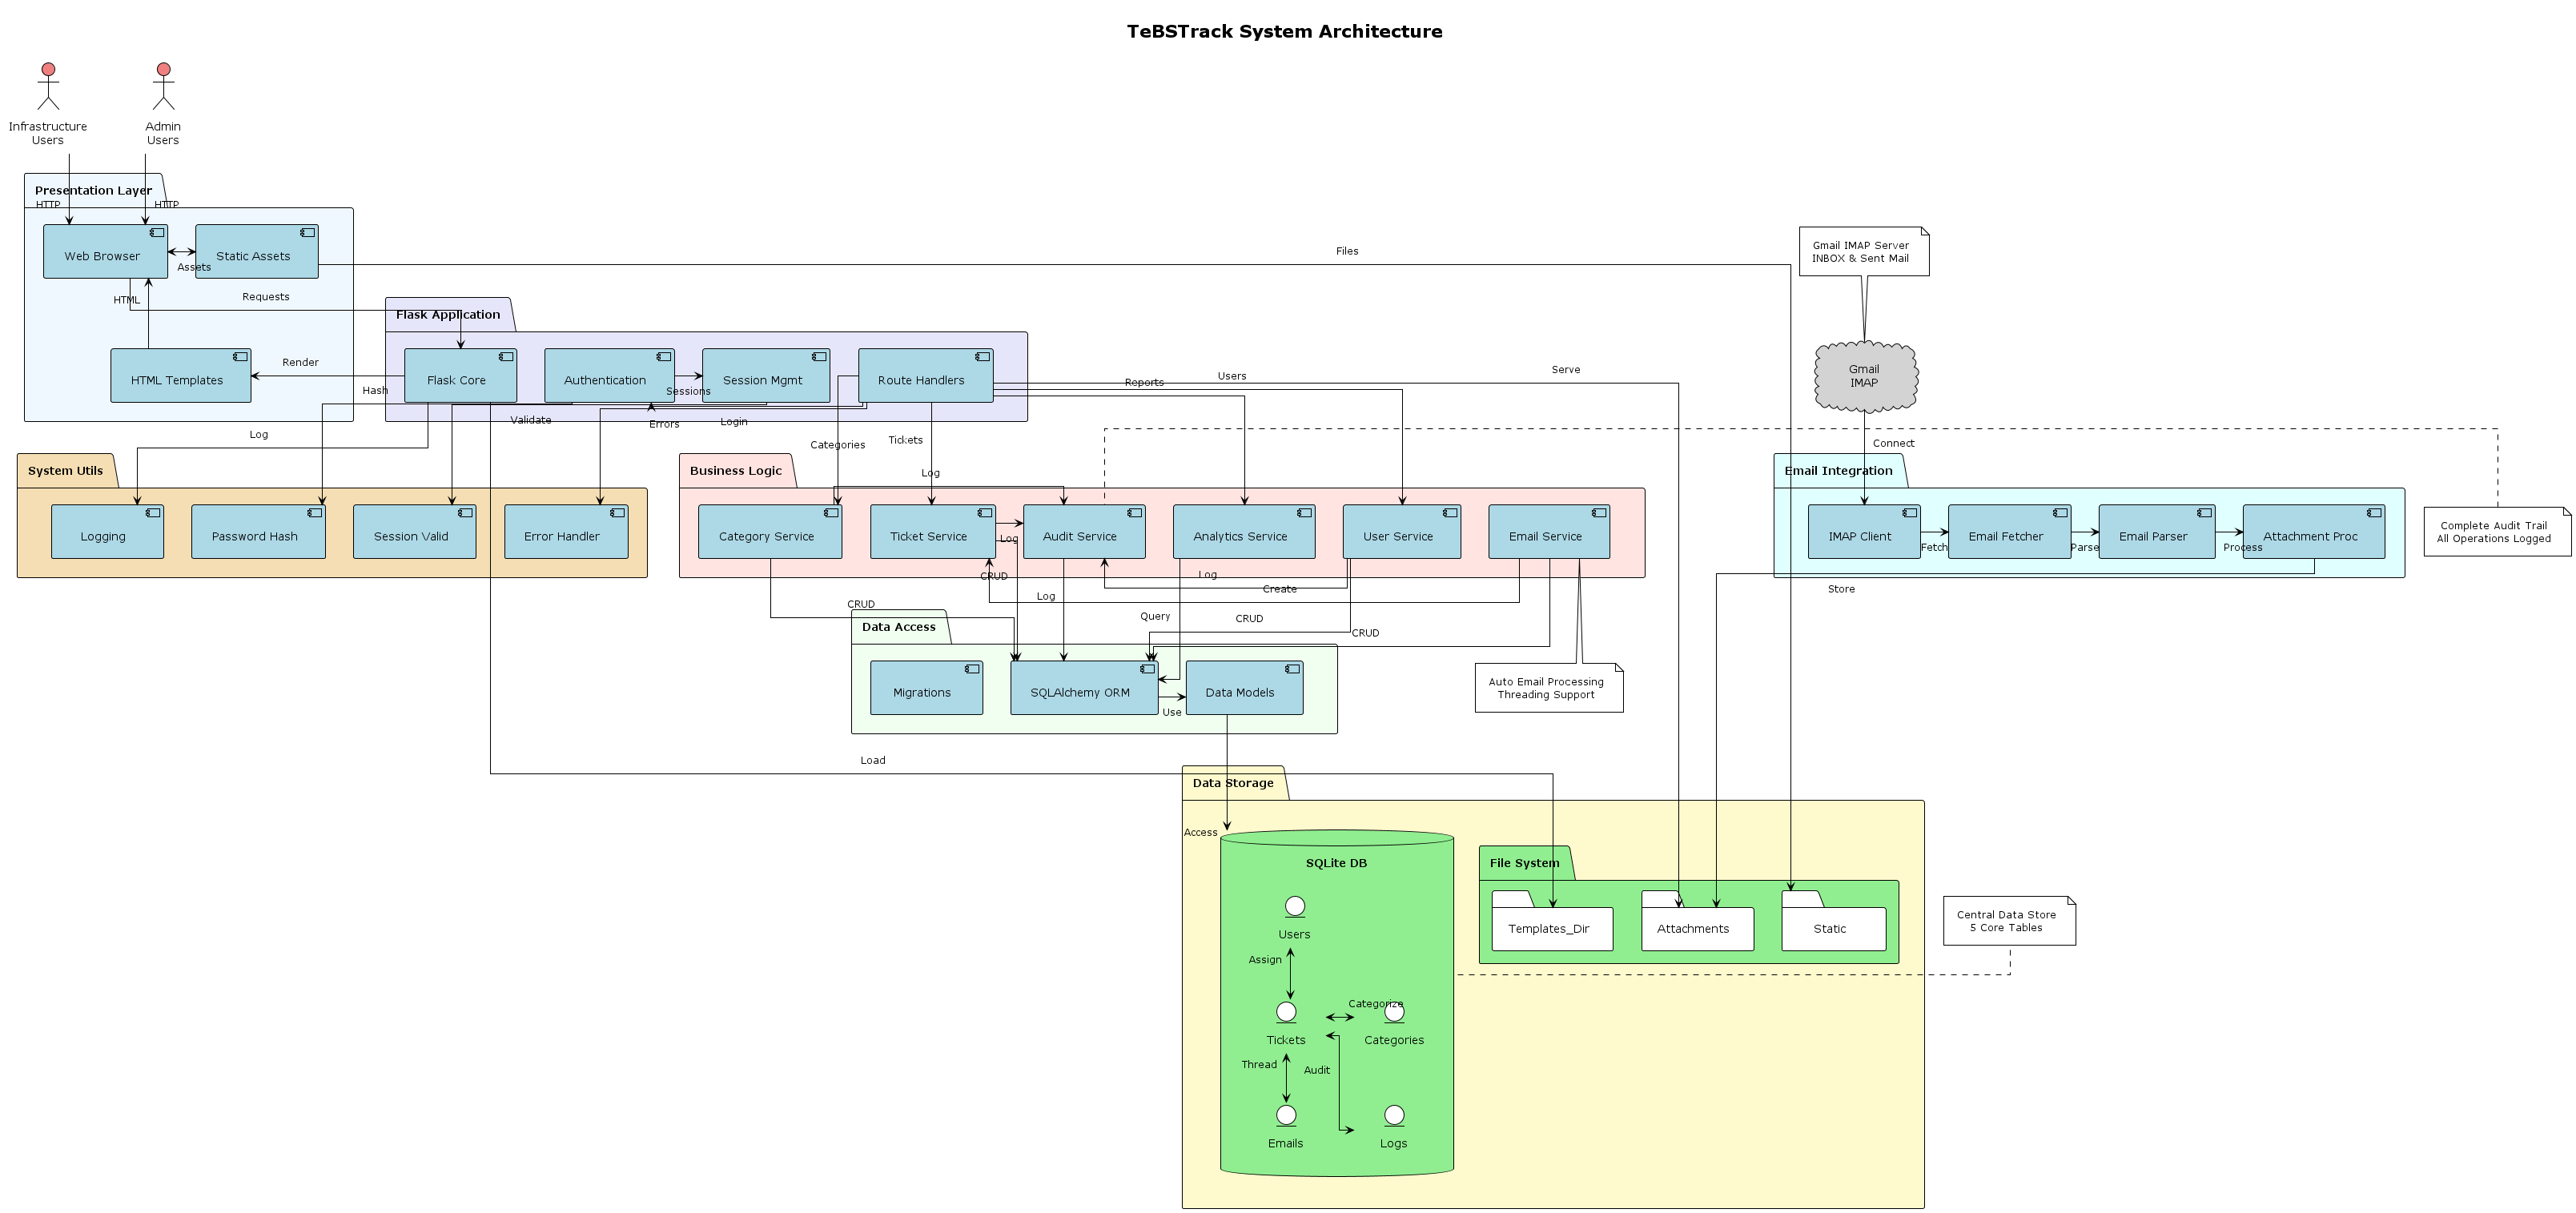 TeBSTrack System Architecture
Infrastructure
Users
Admin
Users
Presentation Layer
HTTP
HTTP
Web Browser
Static Assets
Assets
HTML
Requests
Files
Gmail IMAP Server
INBOX & Sent Mail
Flask Application
HTML Templates
Render
Flask Core
Authentication
Session Mgmt
Route Handlers
Hash
Sessions
Reports
Users
Serve
Gmail
IMAP
Validate
Errors
Login
Log
Categories
Tickets
Connect
System Utils
Logging
Password Hash
Session Valid
Error Handler
Business Logic
Log
Category Service
Ticket Service
Log
Audit Service
Analytics Service
User Service
Email Service
Email Integration
IMAP Client
Fetch
Email Fetcher
Parse
Email Parser
Process
Attachment Proc
Complete Audit Trail
All Operations Logged
CRUD
Log
Create
Store
CRUD
Log
Query
CRUD
CRUD
Data Access
Migrations
SQLAlchemy ORM
Use
Data Models
Auto Email Processing
Threading Support
Load
Data Storage
Access
SQLite DB
Users
Assign
Tickets
Categorize
Categories
Thread
Audit
Emails
Logs
File System
Templates_Dir
Attachments
Static
Central Data Store
5 Core Tables